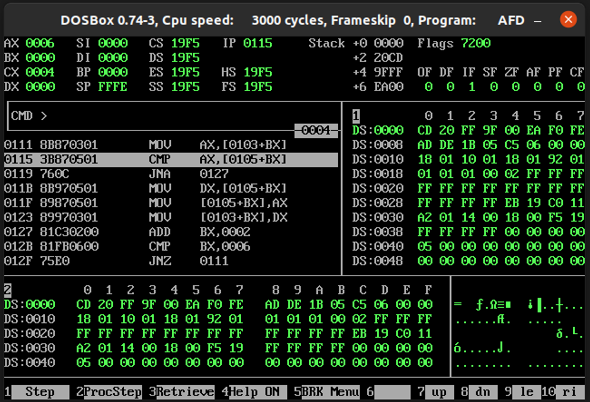 DOSBox 0.74-3, Cpu speed: 3000 cycles, Frameskip 0, Program: AFD
AX 0006 SI 0000 CS 19F5 IP 0115 Stack +0 0000 Flags 7200
BX 0000 DI 0000 DS 19F5 +2 20CD
CX 0004 BP 0000 ES 19F5 HS 19F5 +4 9FFF OF DF IF SF ZF AF PF CF
DX 0000 SP FFFE SS 19F5 FS 19F5 +6 EA00 0 0 1 0 0 0 0 0
CMD >
0004
1 0 1 2 3 4 5 6 7
DS:0000 CD 20 FF 9F 00 EA F0 FE
DS:0008 AD DE 1B 05 C5 06 00 00
DS:0010 18 01 10 01 18 01 92 01
DS:0018 01 01 01 00 02 FF FF FF
DS:0020 FF FF FF FF FF FF FF FF
DS:0028 FF FF FF FF EB 19 C0 11
DS:0030 A2 01 14 00 18 00 F5 19
DS:0038 FF FF FF FF 00 00 00 00
DS:0040 05 00 00 00 00 00 00 00
DS:0048 00 00 00 00 00 00 00 00
0111 8B870301 MOV AX,[0103+BX]
0115 3B870501 CMP AX,[0105+BX]
0119 760C JNA 0127
011B 8B970501 MOV DX,[0105+BX]
011F 89870501 MOV [0105+BX],AX
0123 89970301 MOV [0103+BX],DX
0127 81C30200 ADD BX,0002
012B 81FB0600 CMP BX,0006
012F 75E0 JNZ 0111
2 0 1 2 3 4 5 6 7 8 9 A B C D E F
DS:0000 CD 20 FF 9F 00 EA F0 FE AD DE 1B 05 C5 06 00 00
DS:0010 18 01 10 01 18 01 92 01 01 01 01 00 02 FF FF FF
DS:0020 FF FF FF FF FF FF FF FF FF FF FF FF EB 19 C0 11
DS:0030 A2 01 14 00 18 00 F5 19 FF FF FF FF 00 00 00 00
DS:0040 05 00 00 00 00 00 00 00 00 00 00 00 00 00 00 00
1 Step 2 ProcStep 3 Retrieve 4 Help ON 5 BRK Menu 6 7 up 8 dn 9 le 10 ri